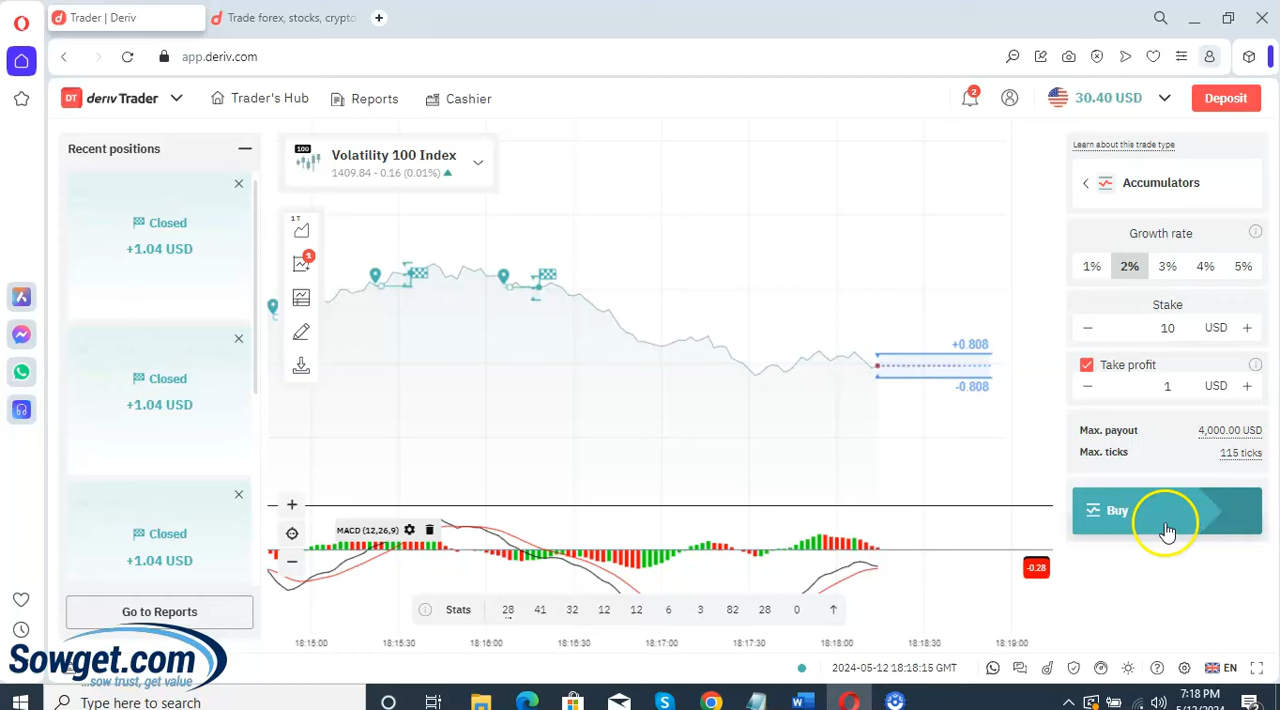 Trader | Deriv
Trade forex, stocks, crypto
app.deriv.com
DT deriv Trader
Trader's Hub
Reports
Cashier
2
30.40 USD
Deposit
Recent positions
Closed
+1.04 USD
Closed
+1.04 USD
Closed
+1.04 USD
Go to Reports
100
Volatility 100 Index
1409.84 - 0.16 (0.01%)
1T
+0.808
-0.808
MACD (12,26,9)
-0.28
Stats 28 41 32 12 12 6 3 82 28 0
18:15:00 18:15:30 18:16:00 18:16:30 18:17:00 18:17:30 18:18:00 18:18:30 18:19:00
Learn about this trade type
Accumulators
Growth rate
1% 2% 3% 4% 5%
Stake
− 10 USD +
Take profit
− 1 USD +
Max. payout 4,000.00 USD
Max. ticks 115 ticks
Buy
2024-05-12 18:18:15 GMT
EN
Sowget.com
...sow trust, get value
Type here to search
7:18 PM